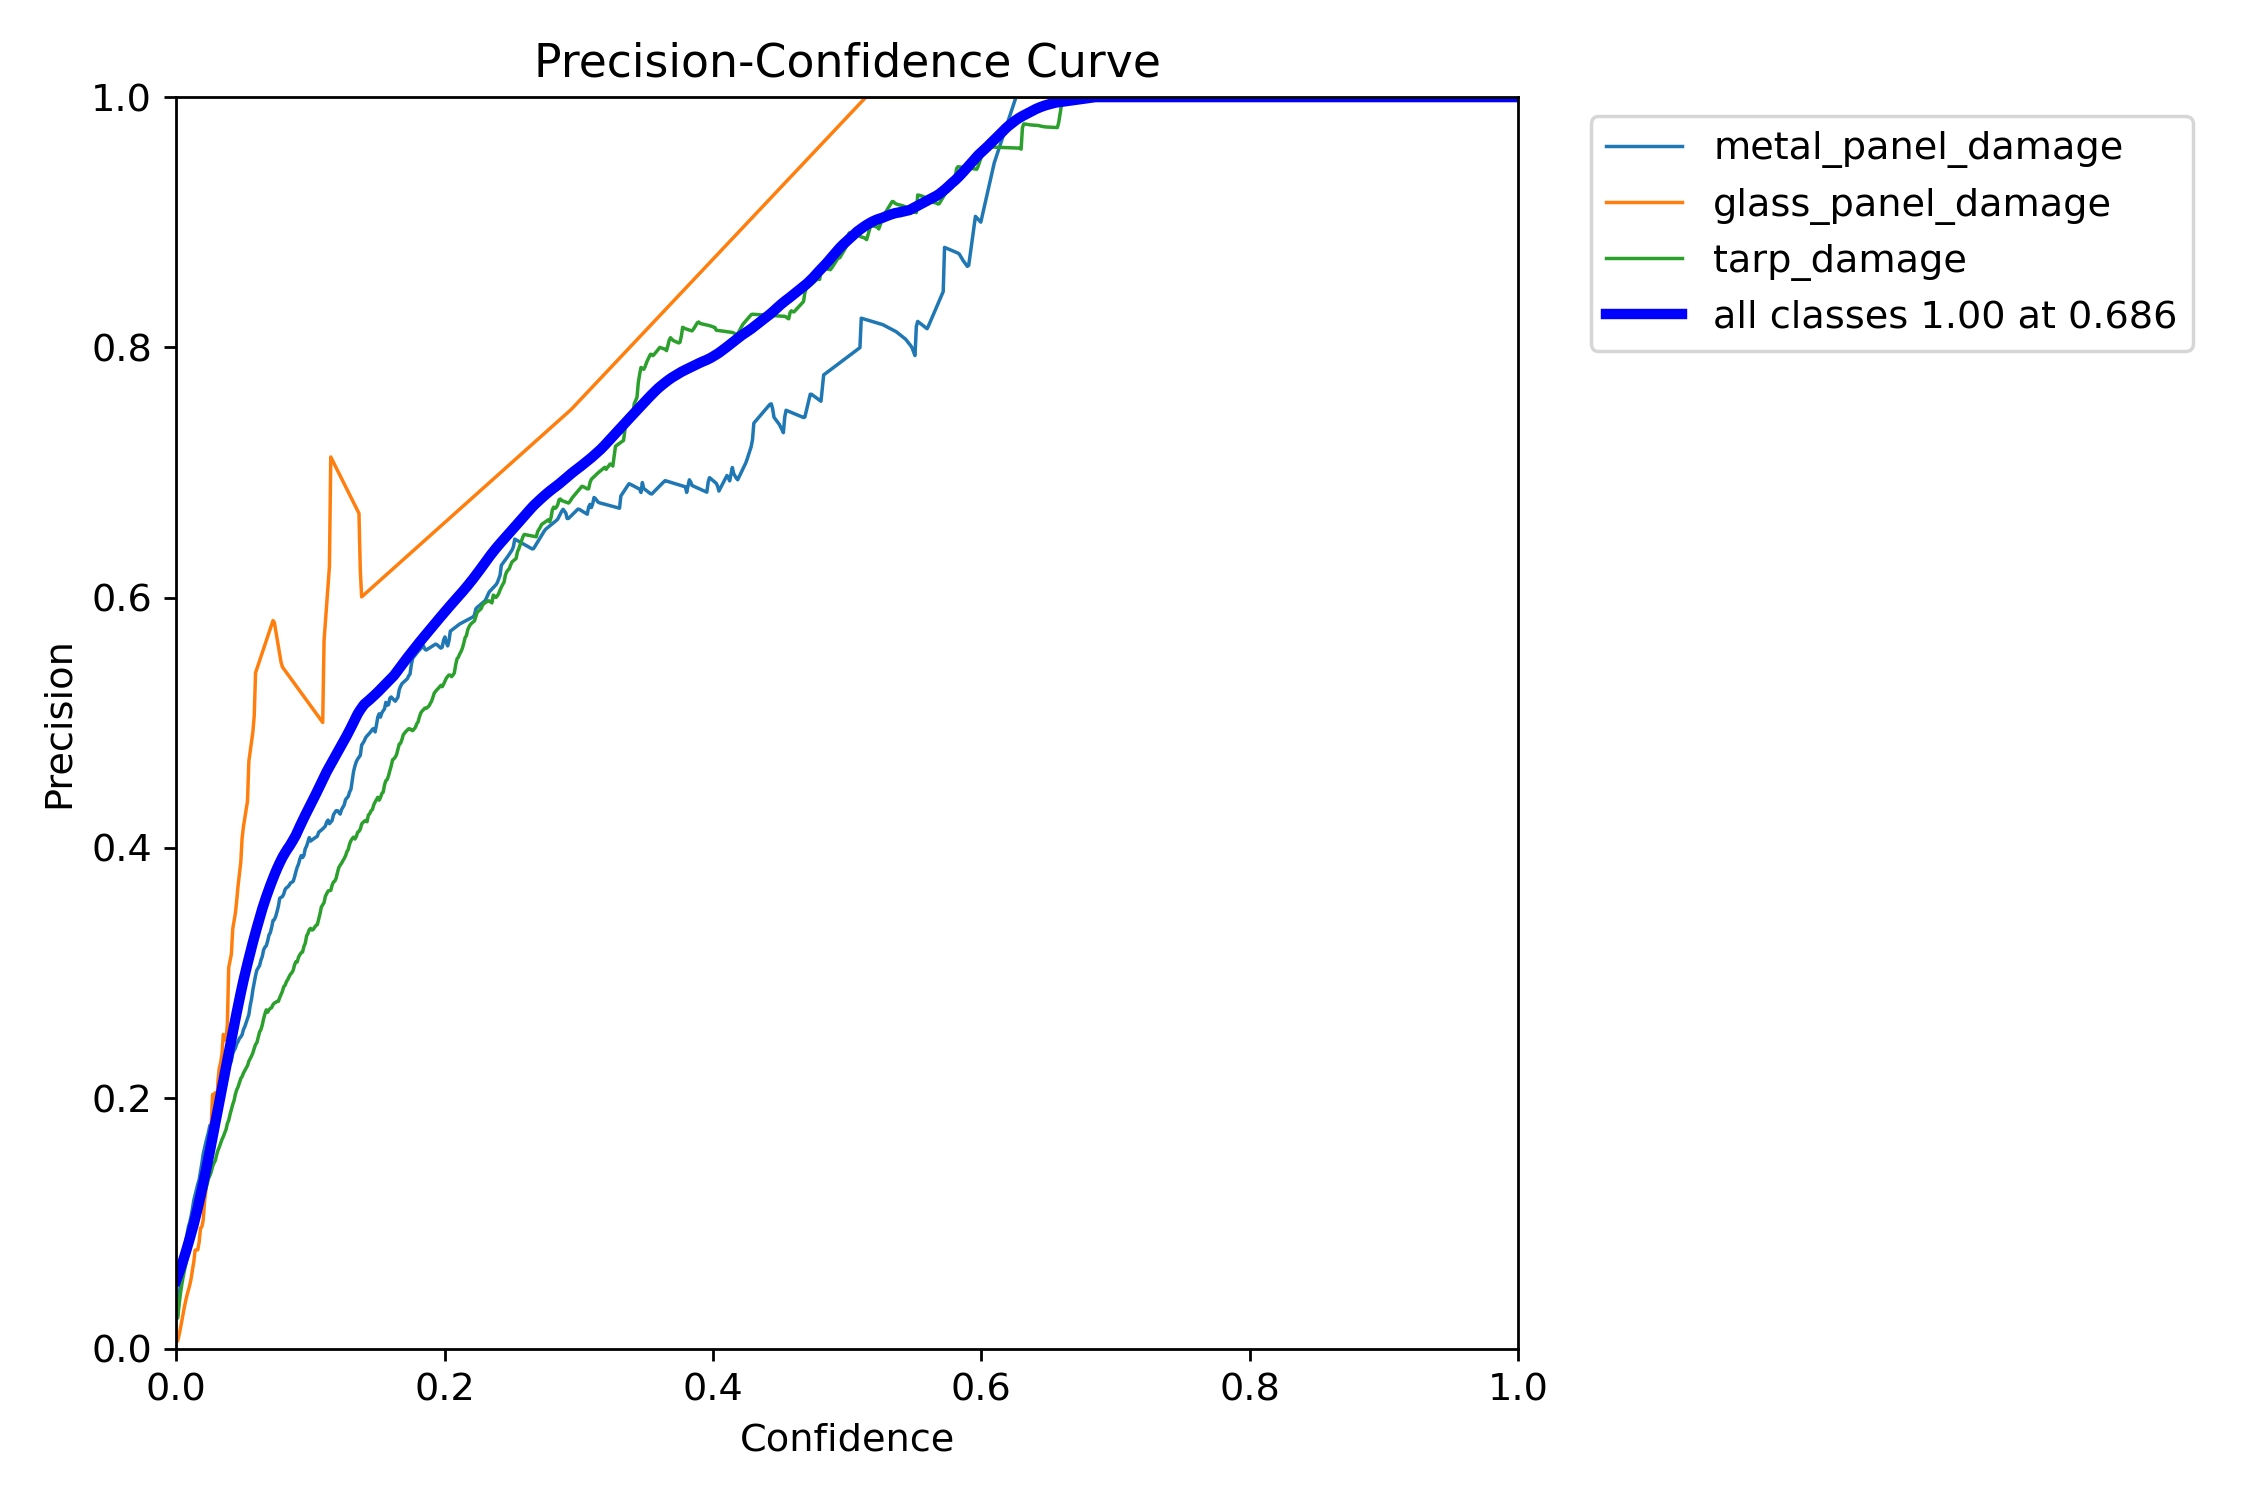 Precision-Confidence Curve
1.0
0.8
0.6
0.4
0.2
0.0
Precision
0.0 0.2 0.4 0.6 0.8 1.0
Confidence
metal_panel_damage
glass_panel_damage
tarp_damage
all classes 1.00 at 0.686